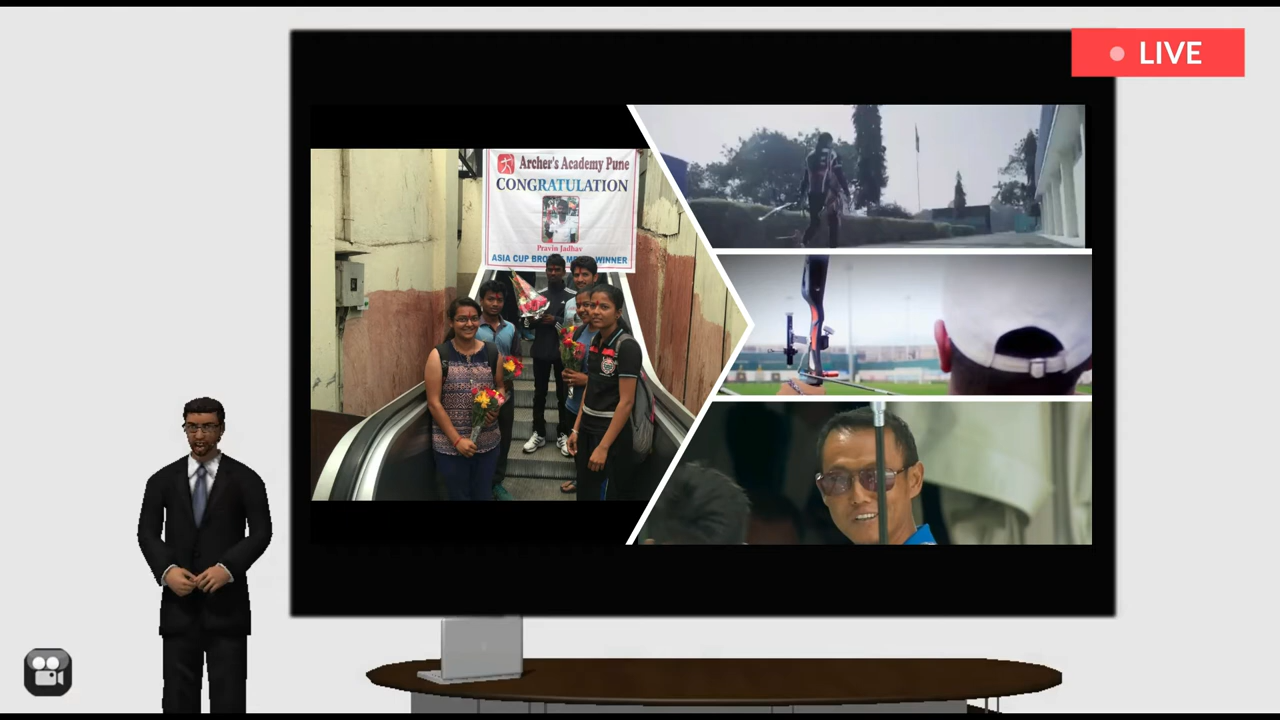 LIVE
Archer's Academy Pune
CONGRATULATION
Pravin Jadhav
ASIA CUP WINNER